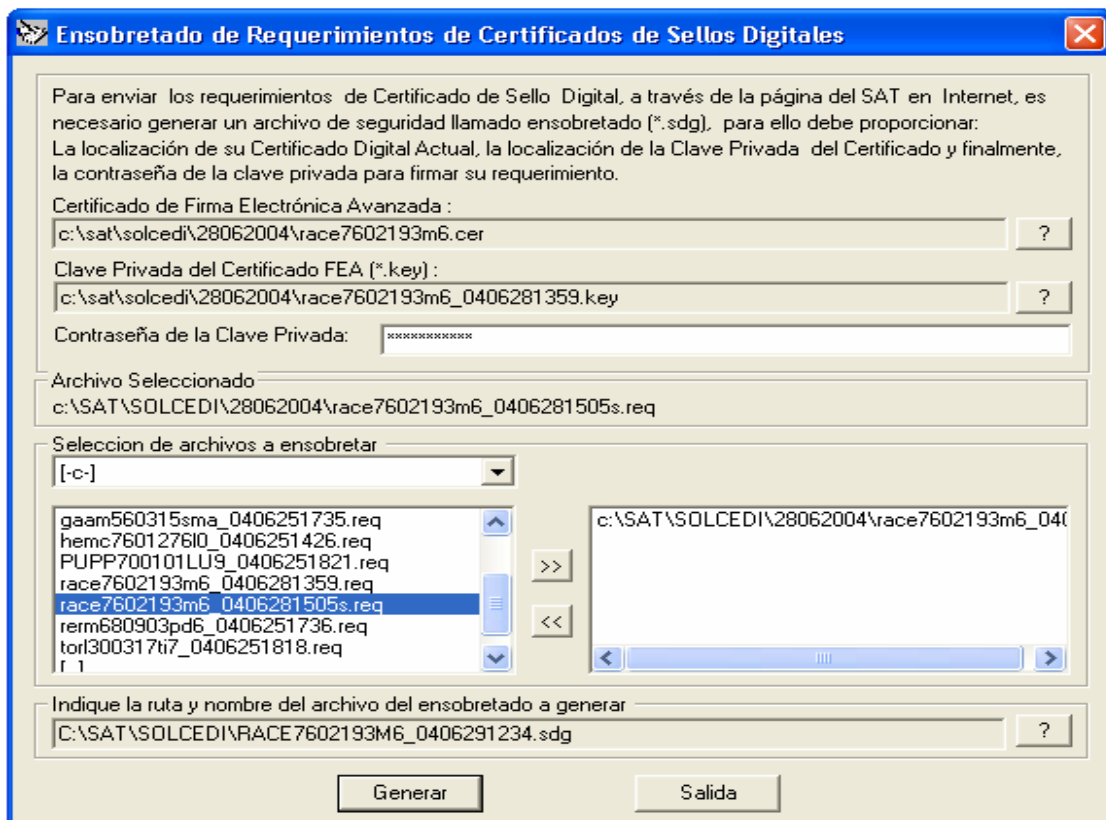 Ensobretado de Requerimientos de Certificados de Sellos Digitales
Para enviar los requerimientos de Certificado de Sello Digital, a través de la página del SAT en Internet, es
necesario generar un archivo de seguridad llamado ensobretado (*.sdg), para ello debe proporcionar:
La localización de su Certificado Digital Actual, la localización de la Clave Privada del Certificado y finalmente,
la contraseña de la clave privada para firmar su requerimiento.
Certificado de Firma Electrónica Avanzada :
c:\sat\solcedi\28062004\race7602193m6.cer
?
Clave Privada del Certificado FEA (*.key) :
c:\sat\solcedi\28062004\race7602193m6_0406281359.key
?
Contraseña de la Clave Privada: ***********
Archivo Seleccionado
c:\SAT\SOLCEDI\28062004\race7602193m6_0406281505s.req
Seleccion de archivos a ensobretar
[-c-]
gaam560315sma_0406251735.req
hemc7601276l0_0406251426.req
PUPP700101LU9_0406251821.req
race7602193m6_0406281359.req
race7602193m6_0406281505s.req
rerm680903pd6_0406251736.req
torl300317ti7_0406251818.req
>>
<<
c:\SAT\SOLCEDI\28062004\race7602193m6_040
Indique la ruta y nombre del archivo del ensobretado a generar
C:\SAT\SOLCEDI\RACE7602193M6_0406291234.sdg
?
Generar
Salida